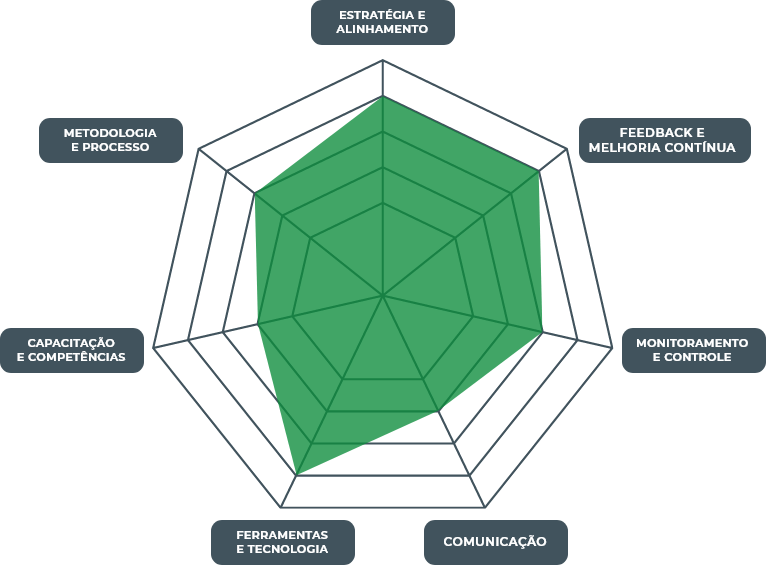 ESTRATÉGIA E
ALINHAMENTO
METODOLOGIA
E PROCESSO
FEEDBACK E
MELHORIA CONTÍNUA
CAPACITAÇÃO
E COMPETÊNCIAS
MONITORAMENTO
E CONTROLE
FERRAMENTAS
E TECNOLOGIA
COMUNICAÇÃO